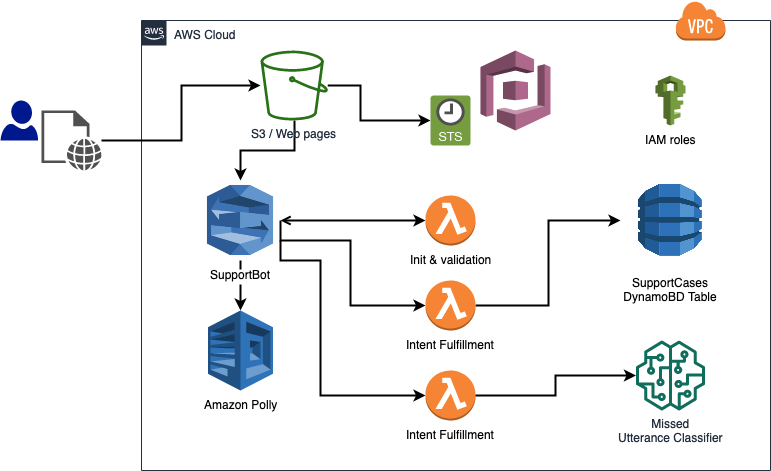 VPC
aws
AWS Cloud
S3 / Web pages
STS
IAM roles
SupportBot
Init & validation
SupportCases
DynamoBD Table
Intent Fulfillment
Amazon Polly
Intent Fulfillment
Missed
Utterance Classifier